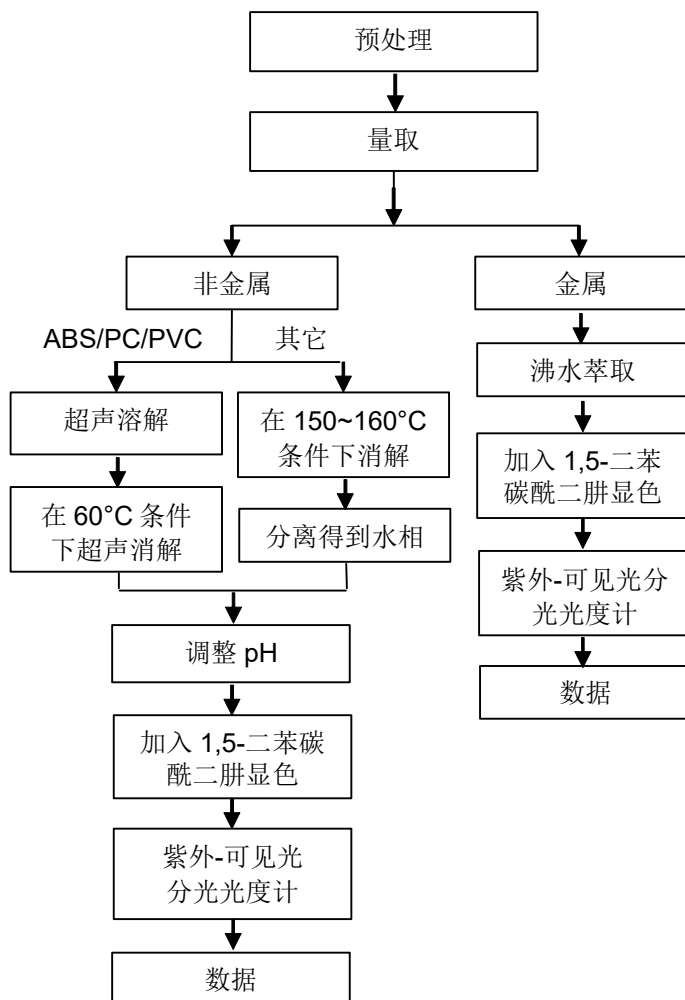 预处理
量取
非金属
金属
ABS/PC/PVC
其它
沸水萃取
超声溶解
在 150~160°C
条件下消解
加入 1,5-二苯
碳酰二肼显色
在 60°C 条件
下超声消解
分离得到水相
紫外-可见光分
光光度计
调整 pH
数据
加入 1,5-二苯碳
酰二肼显色
紫外-可见光
分光光度计
数据